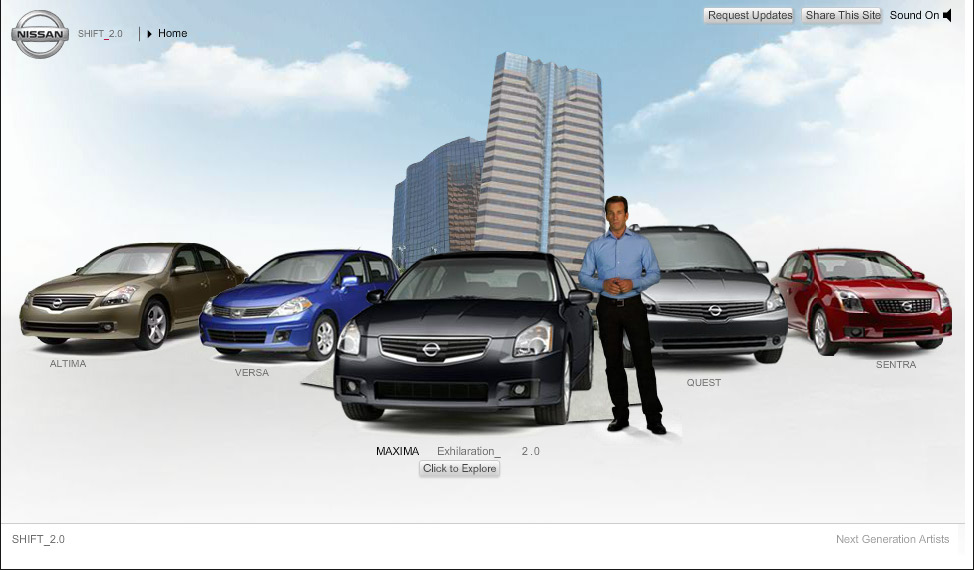 Request Updates
Share This Site
Sound On
NISSAN
SHIFT_2.0
Home
ALTIMA
VERSA
QUEST
SENTRA
MAXIMA Exhilaration_ 2.0
Click to Explore
SHIFT_2.0
Next Generation Artists